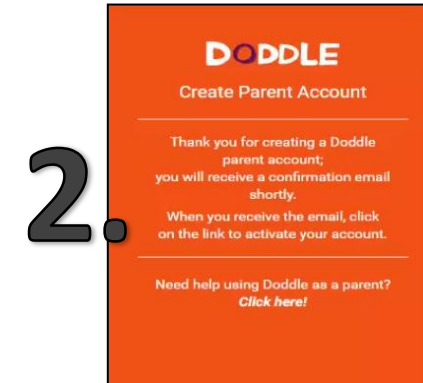 2.
DODDLE
Create Parent Account
Thank you for creating a Doddle
parent account;
you will receive a confirmation email
shortly.
When you receive the email, click
on the link to activate your account.
Need help using Doddle as a parent?
Click here!